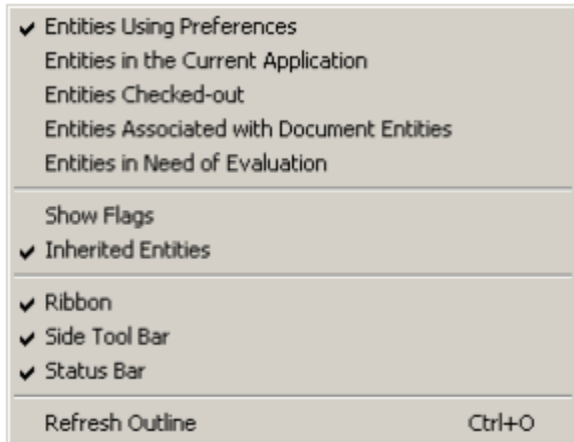 Entities Using Preferences
Entities in the Current Application
Entities Checked-out
Entities Associated with Document Entities
Entities in Need of Evaluation
Show Flags
Inherited Entities
Ribbon
Side Tool Bar
Status Bar
Refresh Outline Ctrl+O